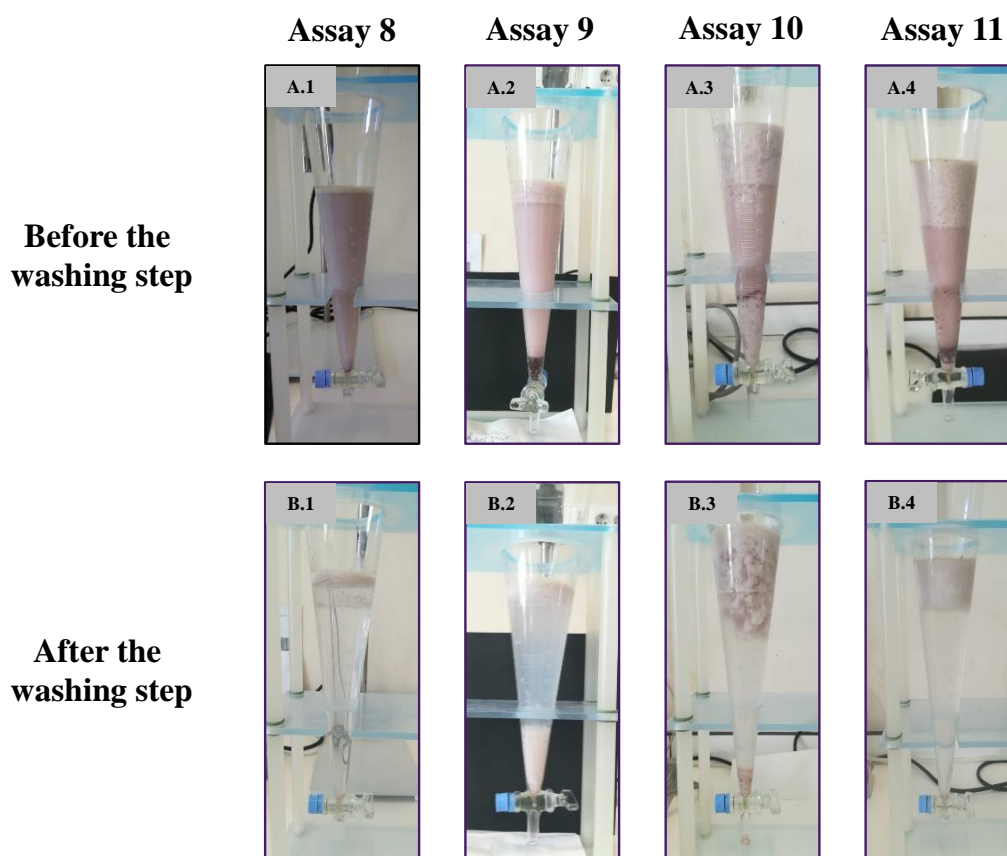 Assay 8 Assay 9 Assay 10 Assay 11
A.1 A.2 A.3 A.4
Before the
washing step
B.1 B.2 B.3 B.4
After the
washing step